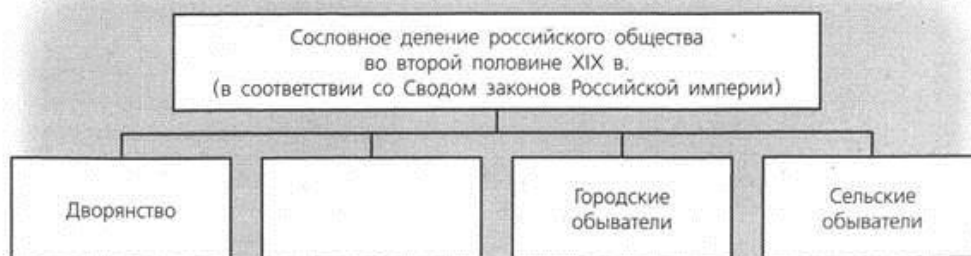 Сословное деление российского общества
во второй половине XIX в.
(в соответствии со Сводом законов Российской империи)
Дворянство
Городские
обыватели
Сельские
обыватели